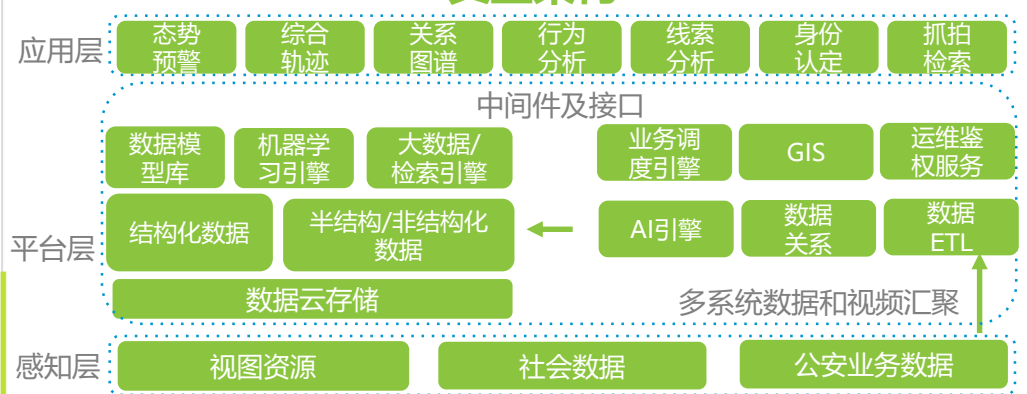 态势
预警
综合
轨迹
关系
图谱
行为
分析
线索
分析
身份
认定
抓拍
检索
应用层
中间件及接口
数据模
型库
机器学
习引擎
大数据/
检索引擎
业务调
度引擎
GIS
运维鉴
权服务
结构化数据
半结构/非结构化
数据
AI引擎
数据
关系
数据
ETL
平台层
数据云存储
多系统数据和视频汇聚
感知层
视图资源
社会数据
公安业务数据